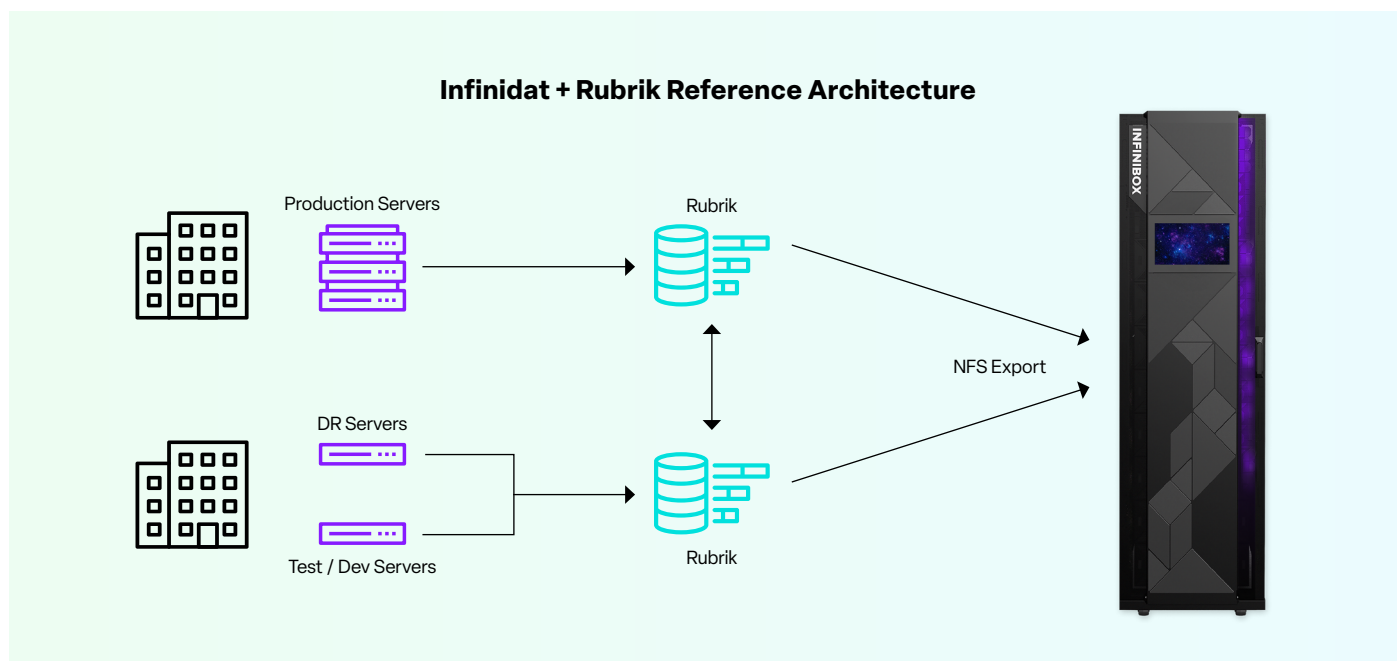 Infinidat + Rubrik Reference Architecture
INFINIBOX
Production Servers
Rubrik
NFS Export
DR Servers
Test / Dev Servers
Rubrik